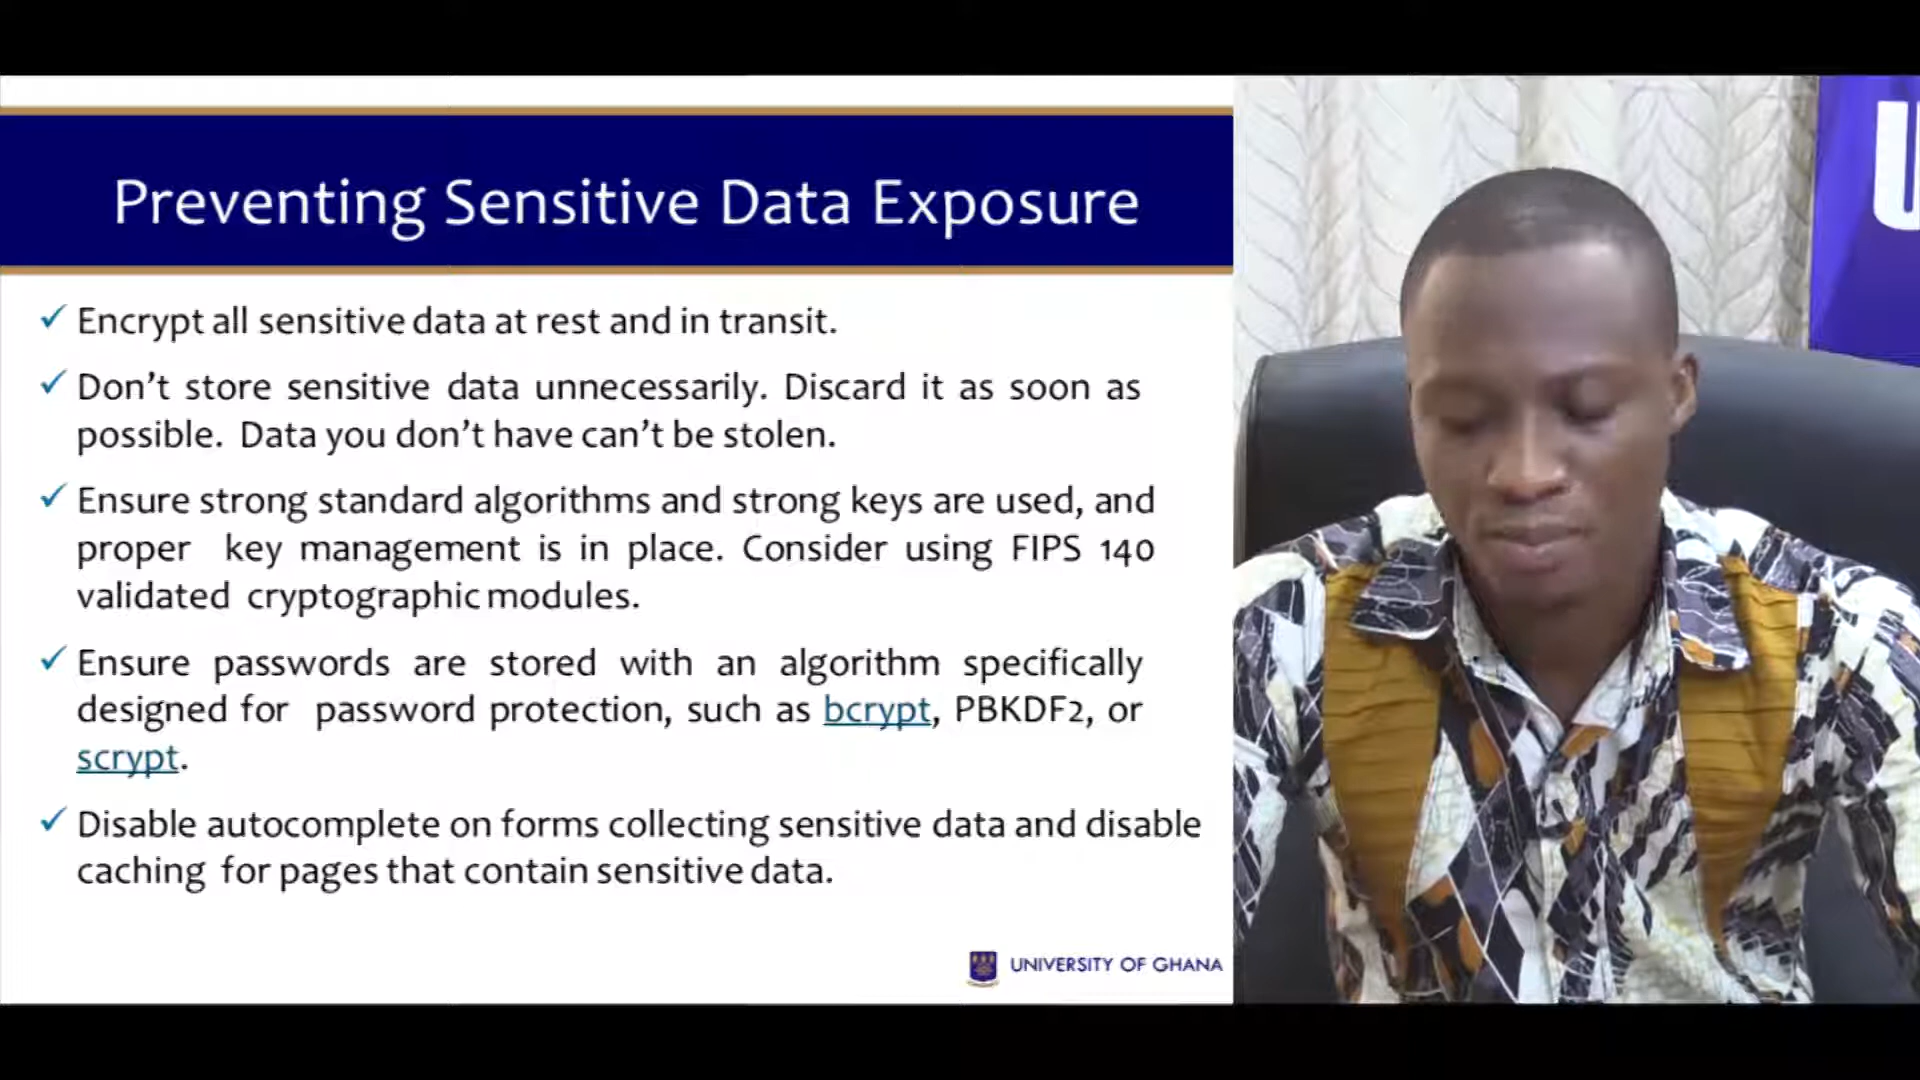 Preventing Sensitive Data Exposure
✓ Encrypt all sensitive data at rest and in transit.
✓ Don't store sensitive data unnecessarily. Discard it as soon as
possible. Data you don't have can't be stolen.
✓ Ensure strong standard algorithms and strong keys are used, and
proper key management is in place. Consider using FIPS 140
validated cryptographic modules.
✓ Ensure passwords are stored with an algorithm specifically
designed for password protection, such as bcrypt, PBKDF2, or
scrypt.
✓ Disable autocomplete on forms collecting sensitive data and disable
caching for pages that contain sensitive data.
UNIVERSITY OF GHANA